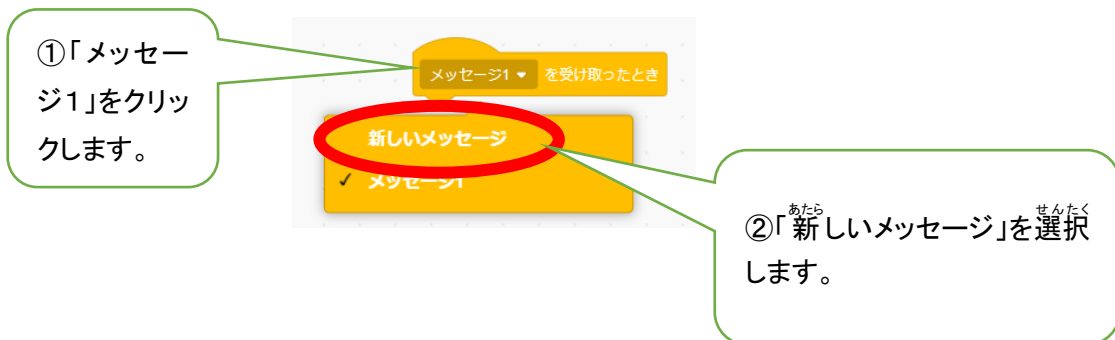 ①「メッセー
ジ１」をクリッ
クします。
メッセージ1 ▼ を受け取ったとき
新しいメッセージ
✓ メッセージ1
②「新しいメッセージ」を選択
あたら せんたく
します。